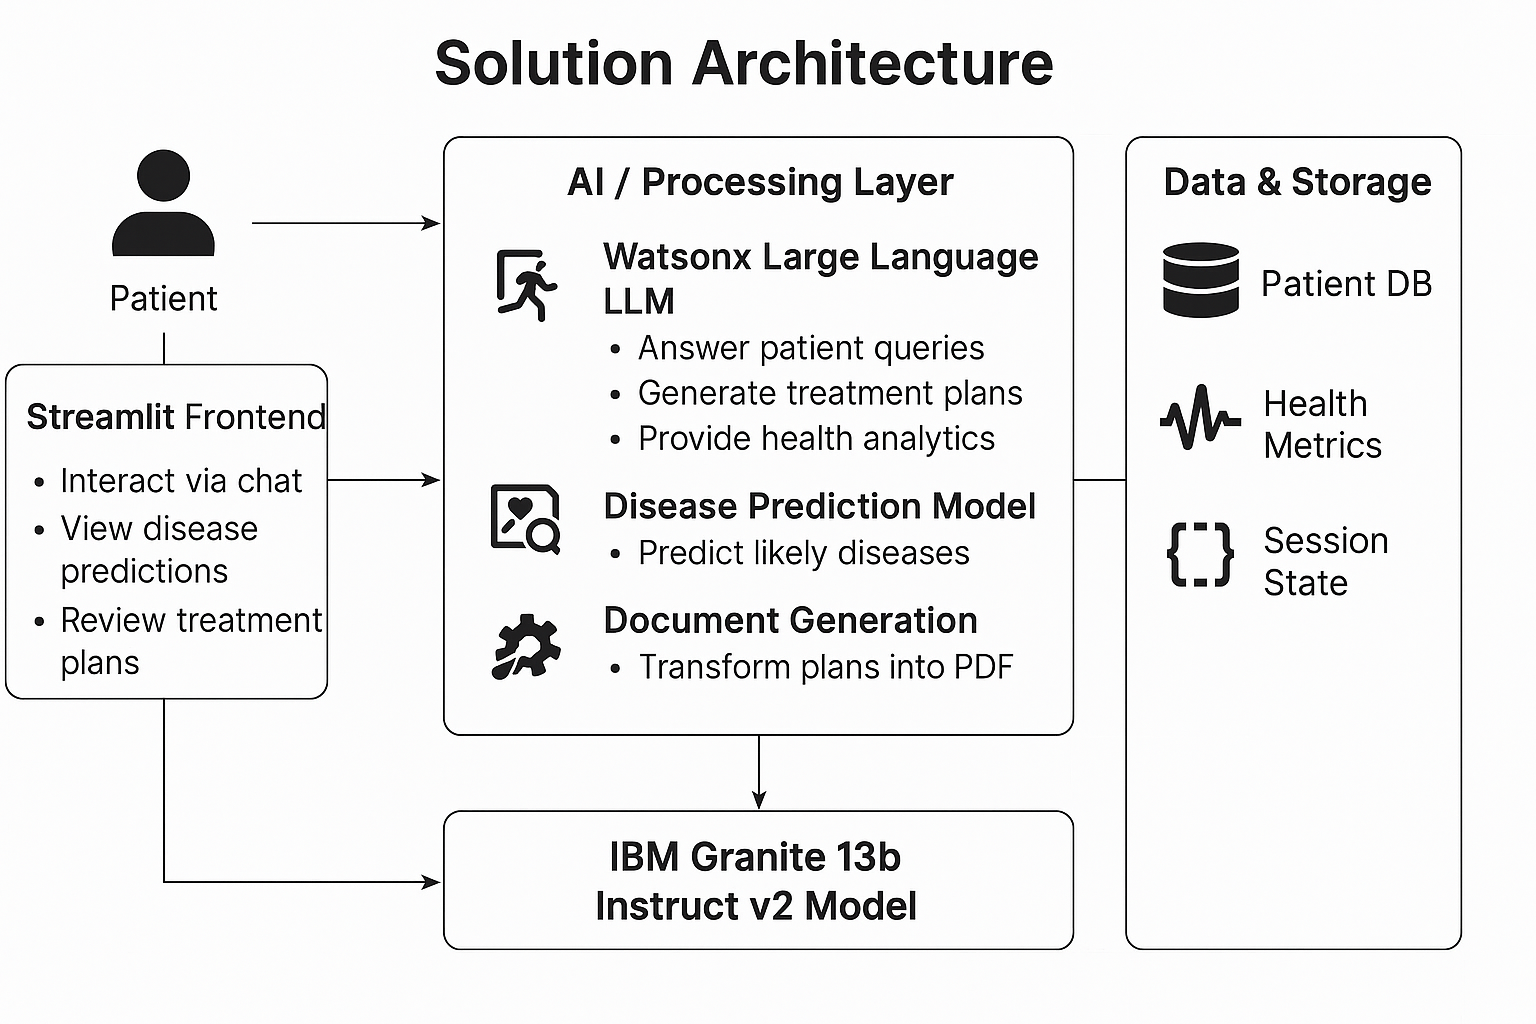 Solution Architecture
Patient
Streamlit Frontend
• Interact via chat
• View disease
predictions
• Review treatment
plans
AI / Processing Layer
Watsonx Large Language
LLM
• Answer patient queries
• Generate treatment plans
• Provide health analytics
Disease Prediction Model
• Predict likely diseases
Document Generation
• Transform plans into PDF
IBM Granite 13b
Instruct v2 Model
Data & Storage
Patient DB
Health
Metrics
Session
State